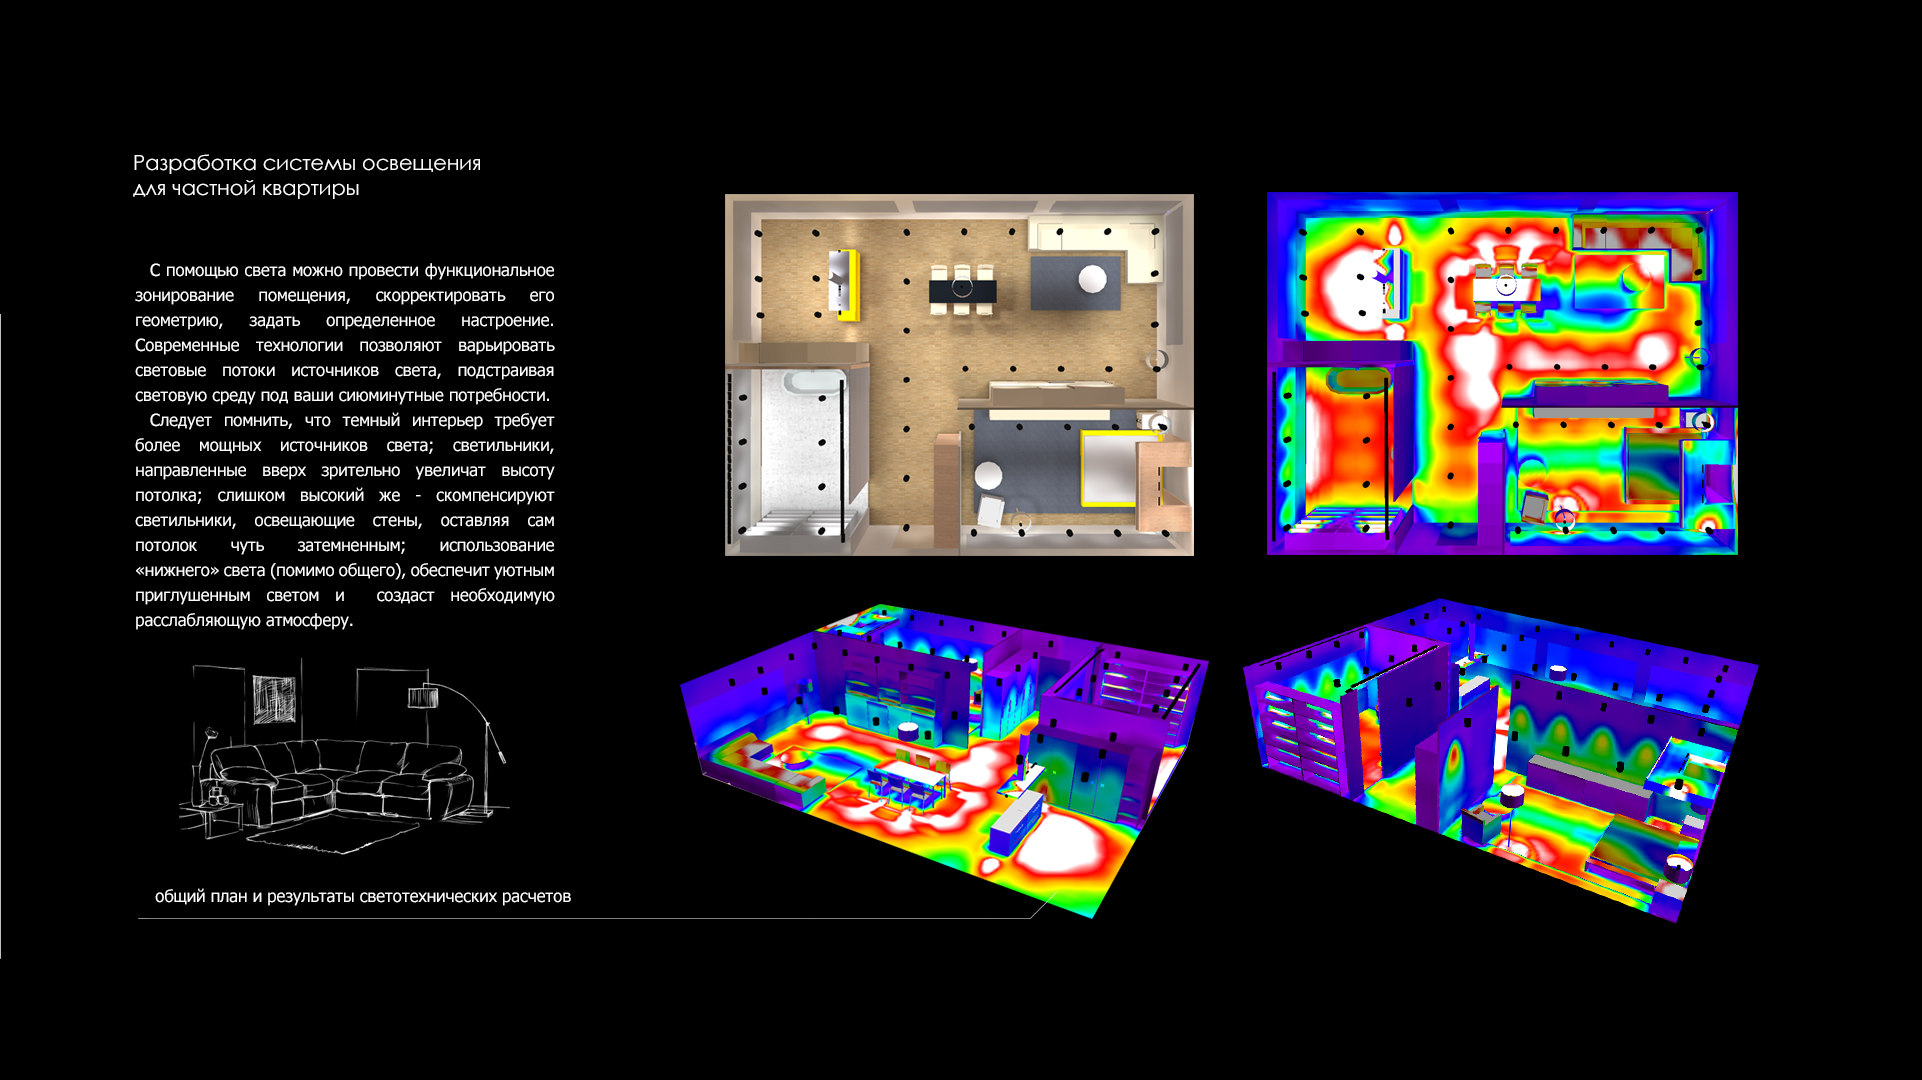 Разработка системы освещения
для частной квартиры
С помощью света можно провести функциональное
зонирование помещения, скорректировать его
геометрию, задать определенное настроение.
Современные технологии позволяют варьировать
световые потоки источников света, подстраивая
световую среду под ваши сиюминутные потребности.
Следует помнить, что темный интерьер требует
более мощных источников света; светильники,
направленные вверх зрительно увеличат высоту
потолка; слишком высокий же - скомпенсируют
светильники, освещающие стены, оставляя сам
потолок чуть затемненным; использование
«нижнего» света (помимо общего), обеспечит уютным
приглушенным светом и создаст необходимую
расслабляющую атмосферу.
общий план и результаты светотехнических расчетов